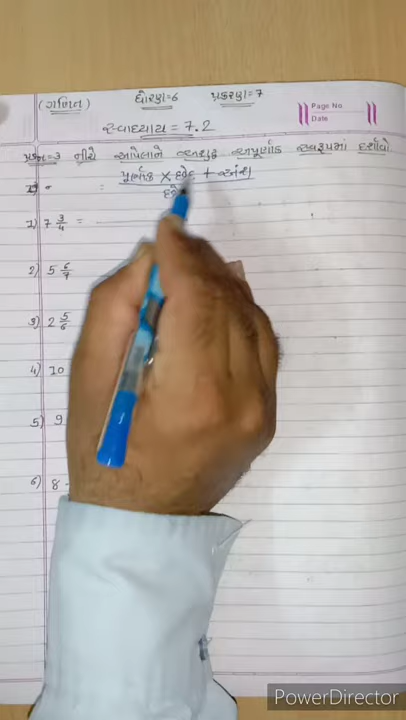 (ગણિત) ધોરણ=6 પ્રકરણ=7
Page No.
Date
સ્વાધ્યાય = 7.2
પ્રશ્ન=3 નીચે આપેલાને અશુદ્ધ અપૂર્ણાંક સ્વરૂપમાં દર્શાવો
= પૂર્ણાંક × છેદ + અંશ
1) 7 3/4 =
2) 5 6/7
3) 2 5/6
4) 10
5) 9
6) 8
PowerDirector